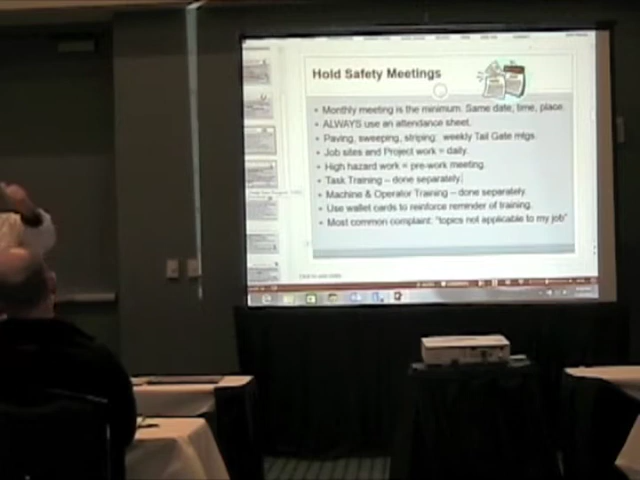 Hold Safety Meetings
Monthly meeting is the minimum. Same date, time, place.
ALWAYS use an attendance sheet.
Paving, sweeping, striping: weekly Tail Gate mtgs.
Job sites and Project work = daily.
High hazard work = pre-work meeting.
Task Training – done separately.
Machine & Operator Training – done separately.
Use wallet cards to reinforce reminder of training.
Most common complaint: "topics not applicable to my job"